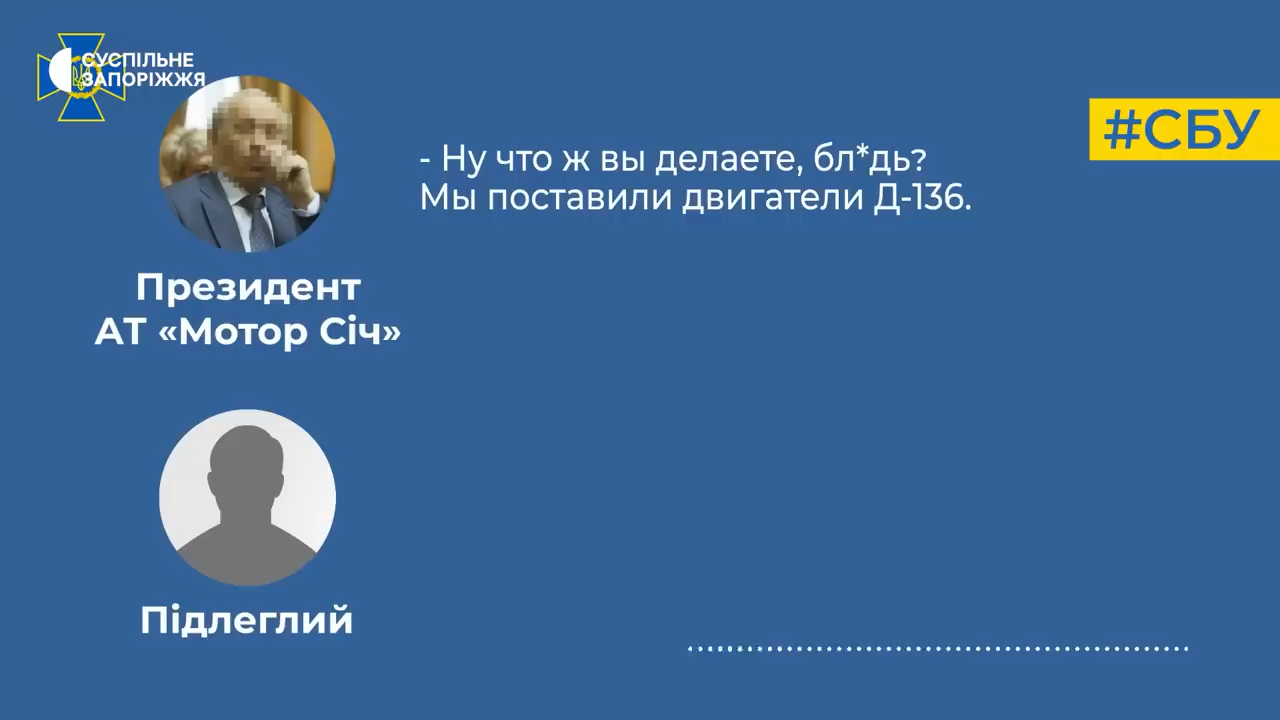 СУСПІЛЬНЕ
ЗАПОРІЖЖЯ
#СБУ
- Ну что ж вы делаете, бл*дь?
Мы поставили двигатели Д-136.
Президент
АТ «Мотор Січ»
Підлеглий